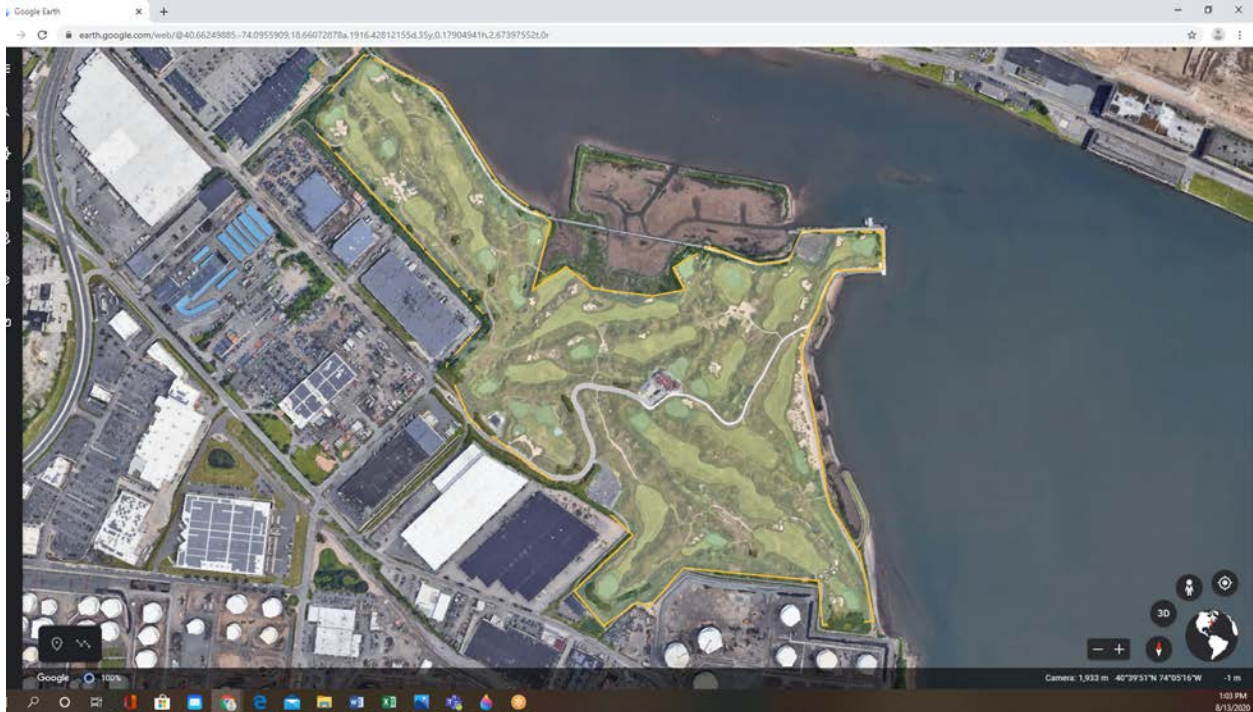 Google Earth
earth.google.com/web/@40.66249885,-74.0955909,18.66072878a,1916.42812155d,35y,0.17904941h,2.67397552t,0r
3D
Google 100%
Camera: 1,933 m 40°39'51"N 74°05'16"W -1 m
1:03 PM
8/13/2020